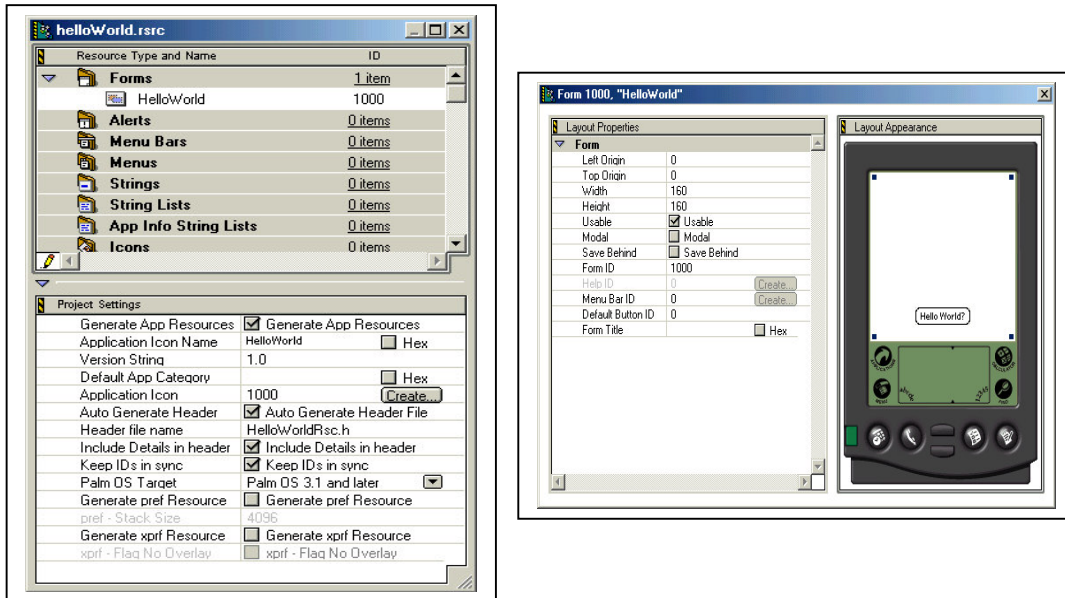 helloWorld.rsrc
Resource Type and Name ID
Forms 1 item
HelloWorld 1000
Alerts 0 items
Menu Bars 0 items
Menus 0 items
Strings 0 items
String Lists 0 items
App Info String Lists 0 items
Icons 0 items
Project Settings
Generate App Resources Generate App Resources
Application Icon Name HelloWorld Hex
Version String 1.0
Default App Category Hex
Application Icon 1000 Create...
Auto Generate Header Auto Generate Header File
Header file name HelloWorldRsc.h
Include Details in header Include Details in header
Keep IDs in sync Keep IDs in sync
Palm OS Target Palm OS 3.1 and later
Generate pref Resource Generate pref Resource
pref - Stack Size 4096
Generate xprf Resource Generate xprf Resource
xprf - Flag No Overlay xprf - Flag No Overlay
Form 1000, "HelloWorld"
Layout Properties
Form
Left Origin 0
Top Origin 0
Width 160
Height 160
Usable Usable
Modal Modal
Save Behind Save Behind
Form ID 1000
Help ID 0 Create...
Menu Bar ID 0 Create...
Default Button ID 0
Form Title Hex
Layout Appearance
Hello World?
MENU
abcde
12345
FIND